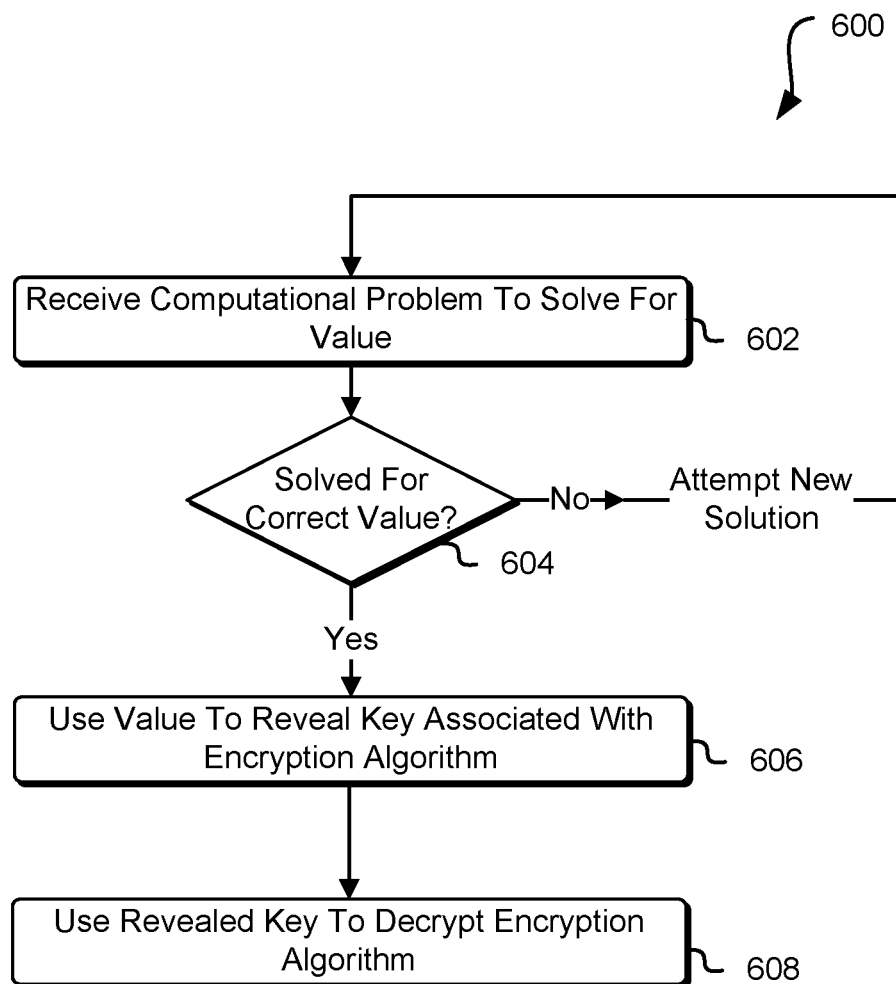 600
Receive Computational Problem To Solve For
Value
602
Solved For
Correct Value?
No
Attempt New
Solution
604
Yes
Use Value To Reveal Key Associated With
Encryption Algorithm
606
Use Revealed Key To Decrypt Encryption
Algorithm
608